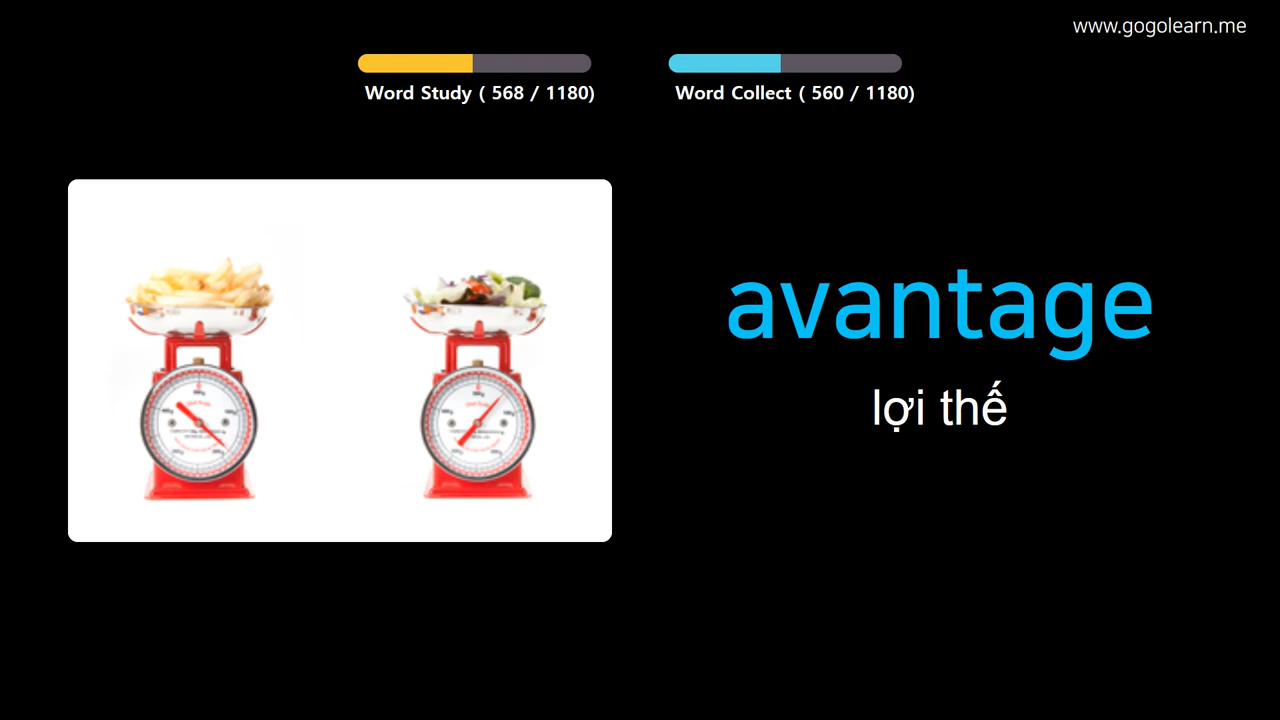 www.gogolearn.me
Word Study ( 568 / 1180)
Word Collect ( 560 / 1180)
avantage
lợi thế